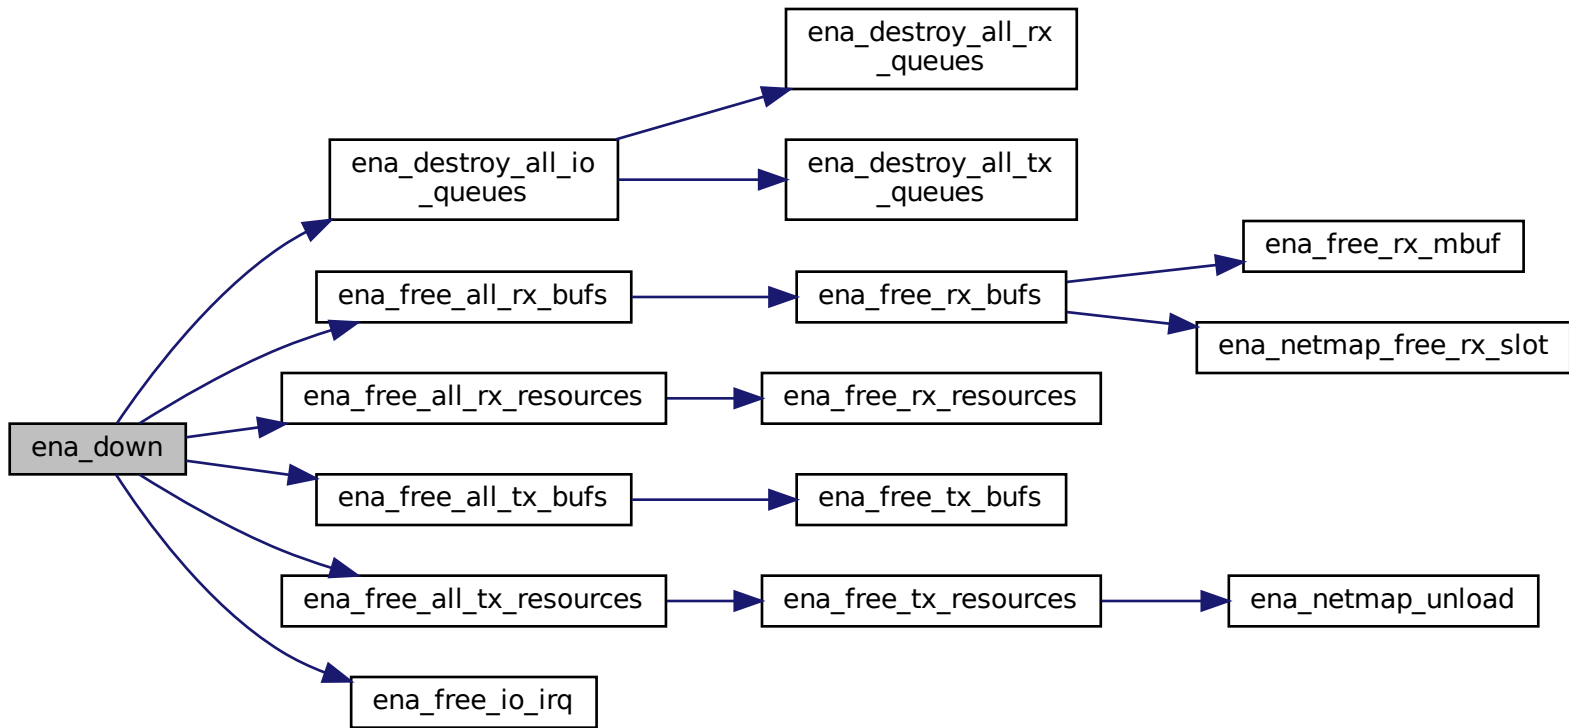 ena_destroy_all_rx
_queues
ena_destroy_all_io
_queues
ena_destroy_all_tx
_queues
ena_free_rx_mbuf
ena_free_all_rx_bufs
ena_free_rx_bufs
ena_netmap_free_rx_slot
ena_free_all_rx_resources
ena_free_rx_resources
ena_down
ena_free_all_tx_bufs
ena_free_tx_bufs
ena_free_all_tx_resources
ena_free_tx_resources
ena_netmap_unload
ena_free_io_irq